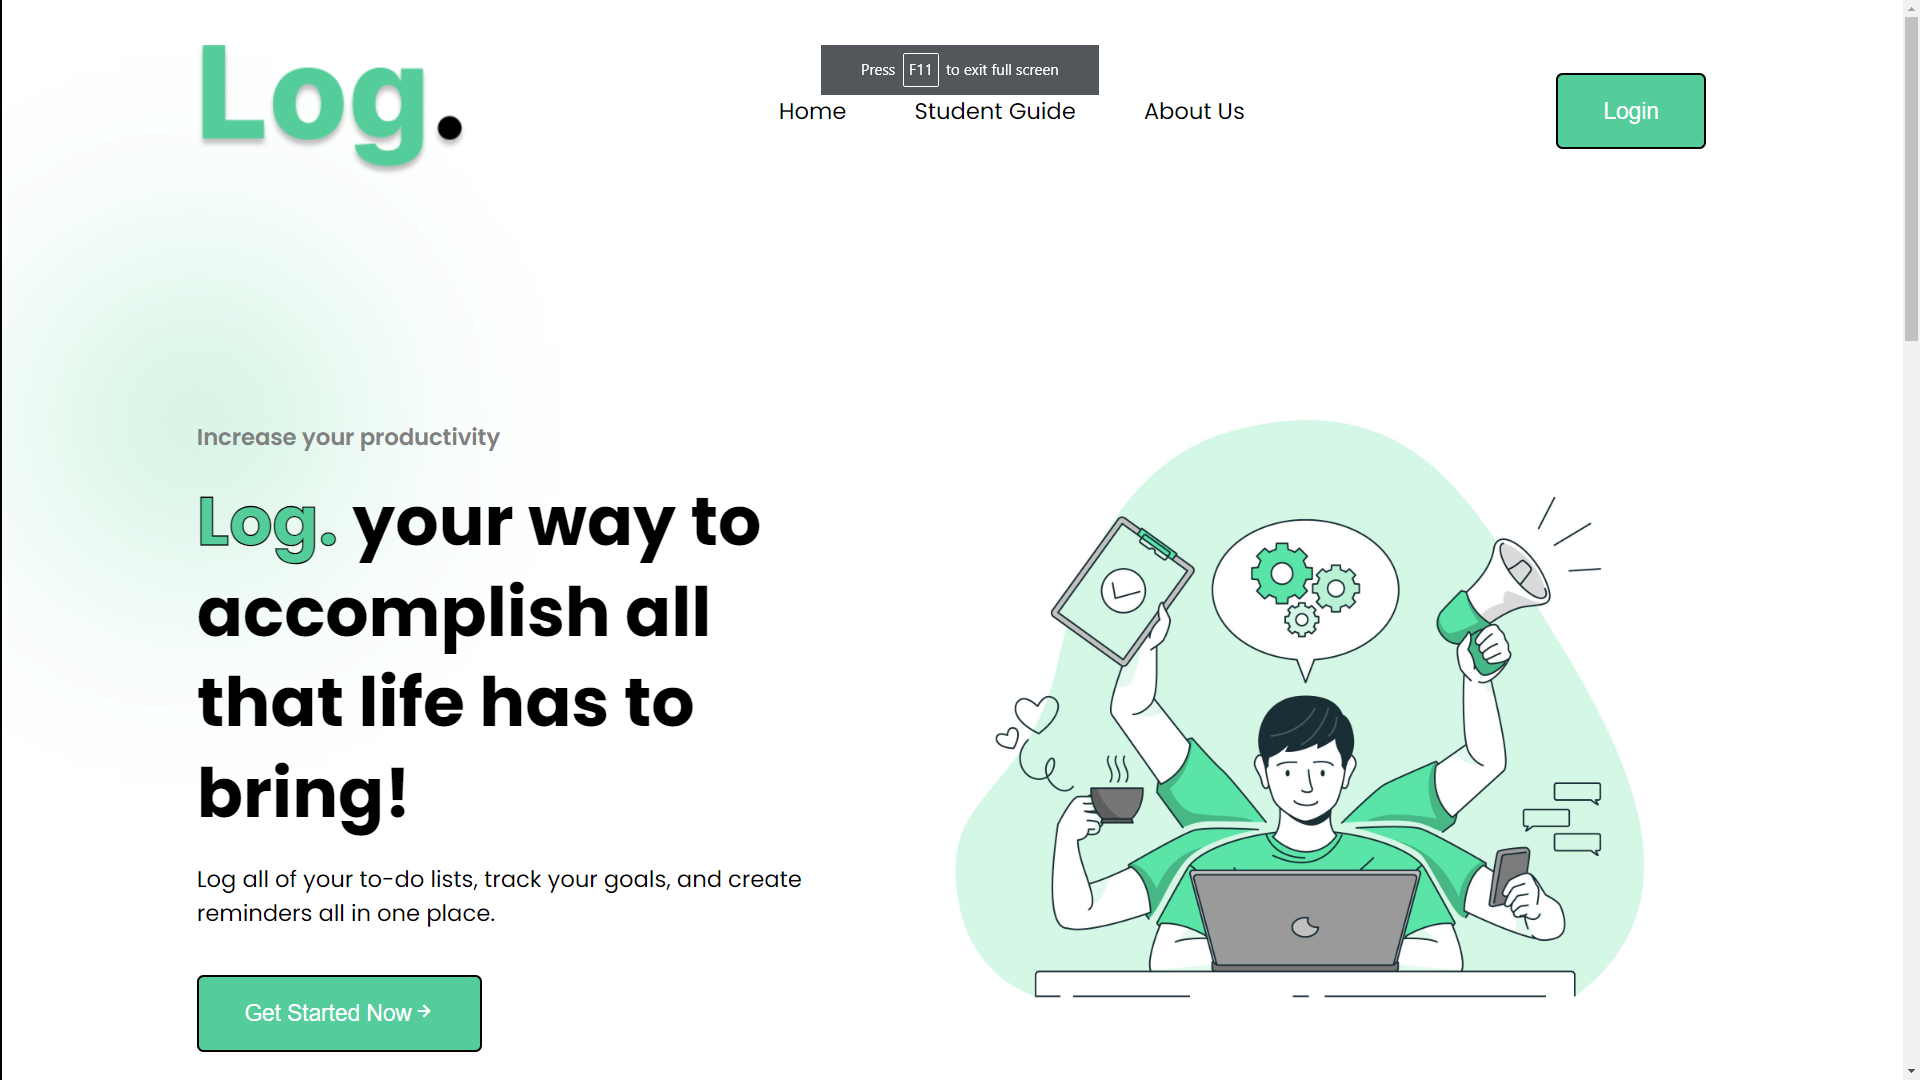 Log.
Press F11 to exit full screen
Home Student Guide About Us
Login
Increase your productivity
Log. your way to
accomplish all
that life has to
bring!
Log all of your to-do lists, track your goals, and create
reminders all in one place.
Get Started Now →